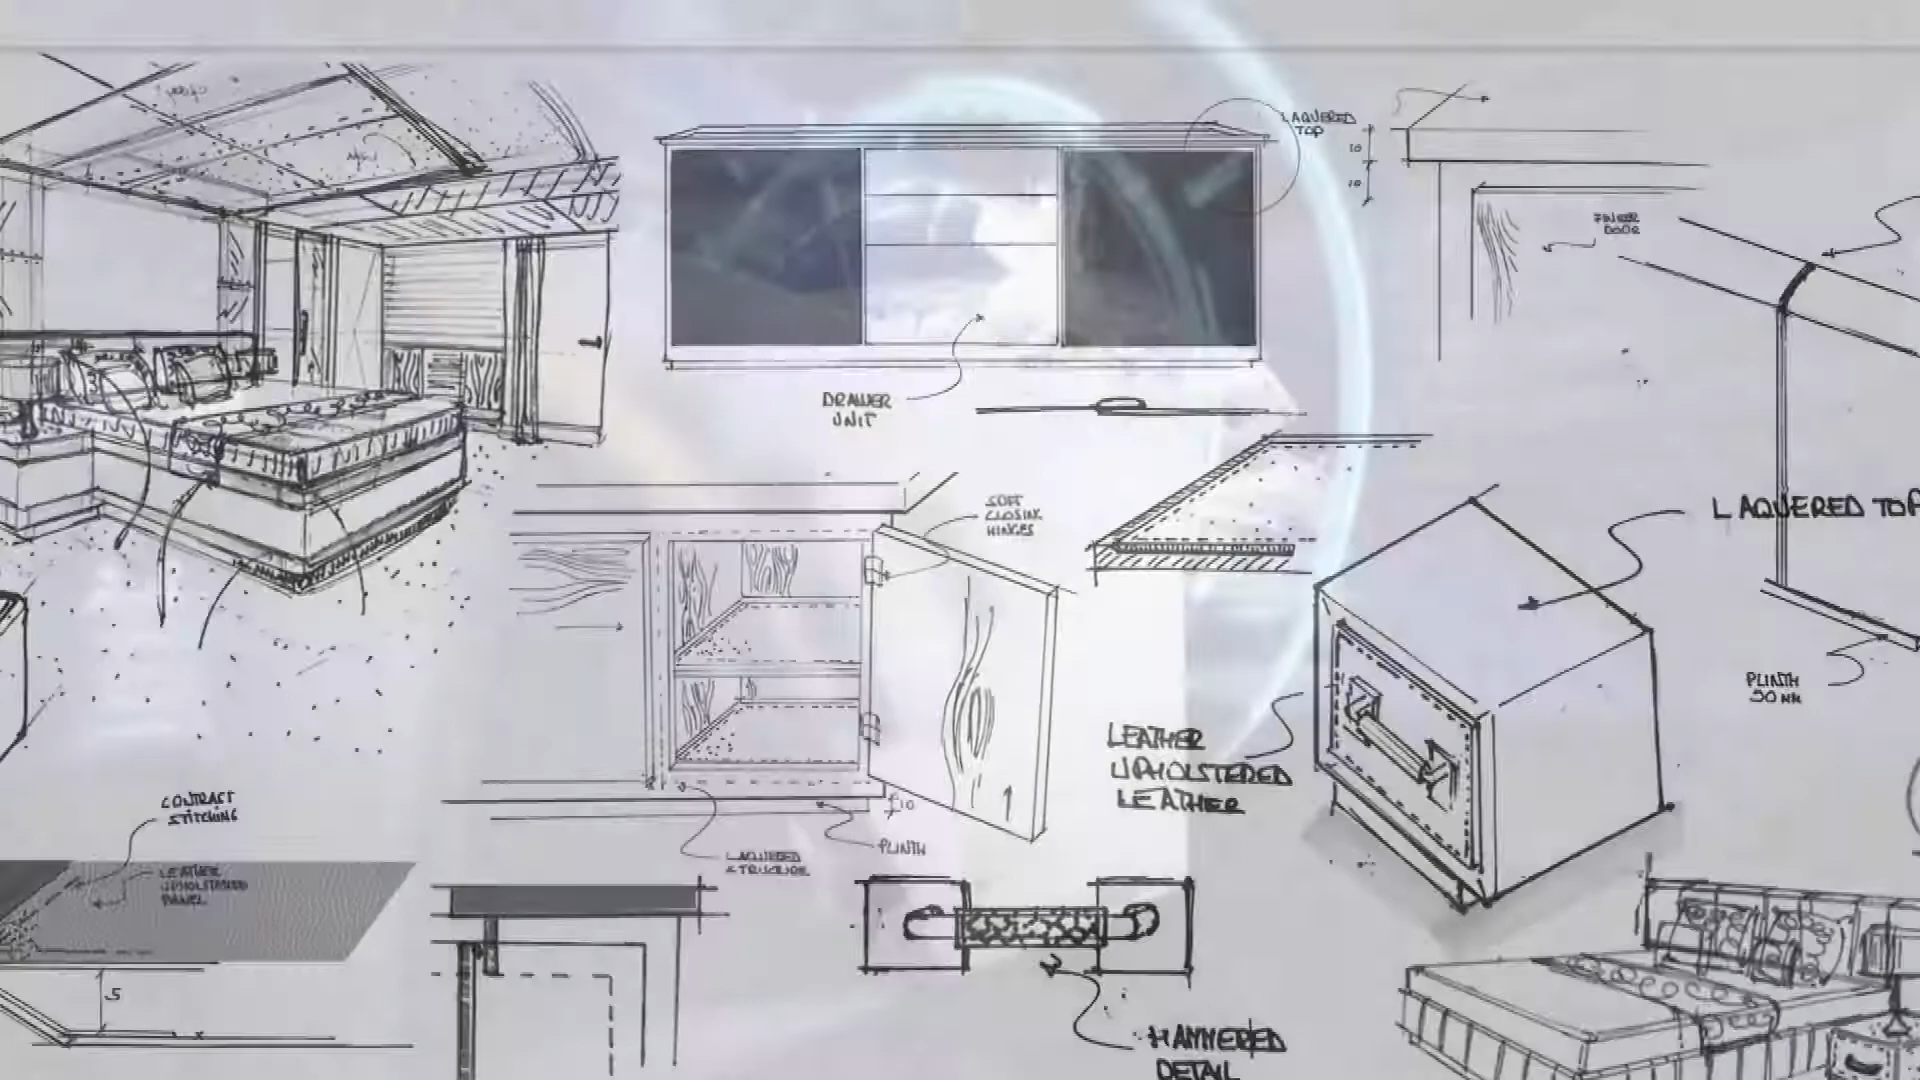 LAQUERED
TOP
10
10
FINGER
DOOR
DRAWER
UNIT
SOFT
CLOSING
HINGES
LAQUERED TOP
PLINTH
50 MM
LEATHER
UPHOLSTERED
LEATHER
CONTRACT
STITCHING
10
PLINTH
LAQUERED
STRUCTURE
LEATHER
UPHOLSTERED
PANEL
5
HAMMERED
DETAIL